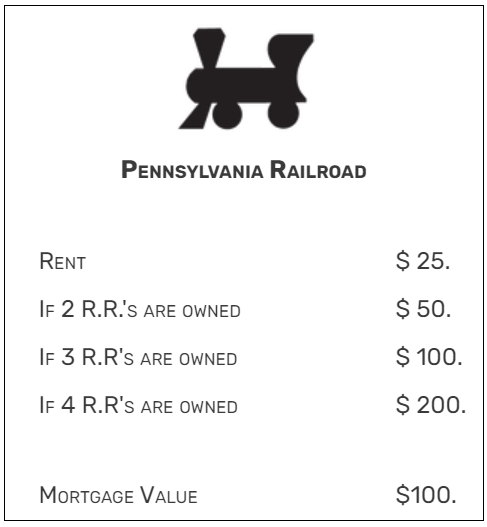 Pennsylvania Railroad
Rent $ 25.
If 2 R.R.'s are owned $ 50.
If 3 R.R's are owned $ 100.
If 4 R.R's are owned $ 200.
Mortgage Value $100.